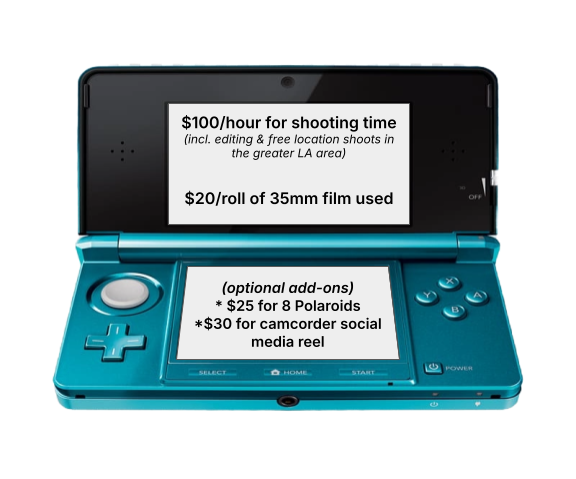 $100/hour for shooting time
(incl. editing & free location shoots in
the greater LA area)
$20/roll of 35mm film used
OFF
(optional add-ons)
* $25 for 8 Polaroids
*$30 for camcorder social
media reel
X
Y A
B
SELECT HOME START
POWER